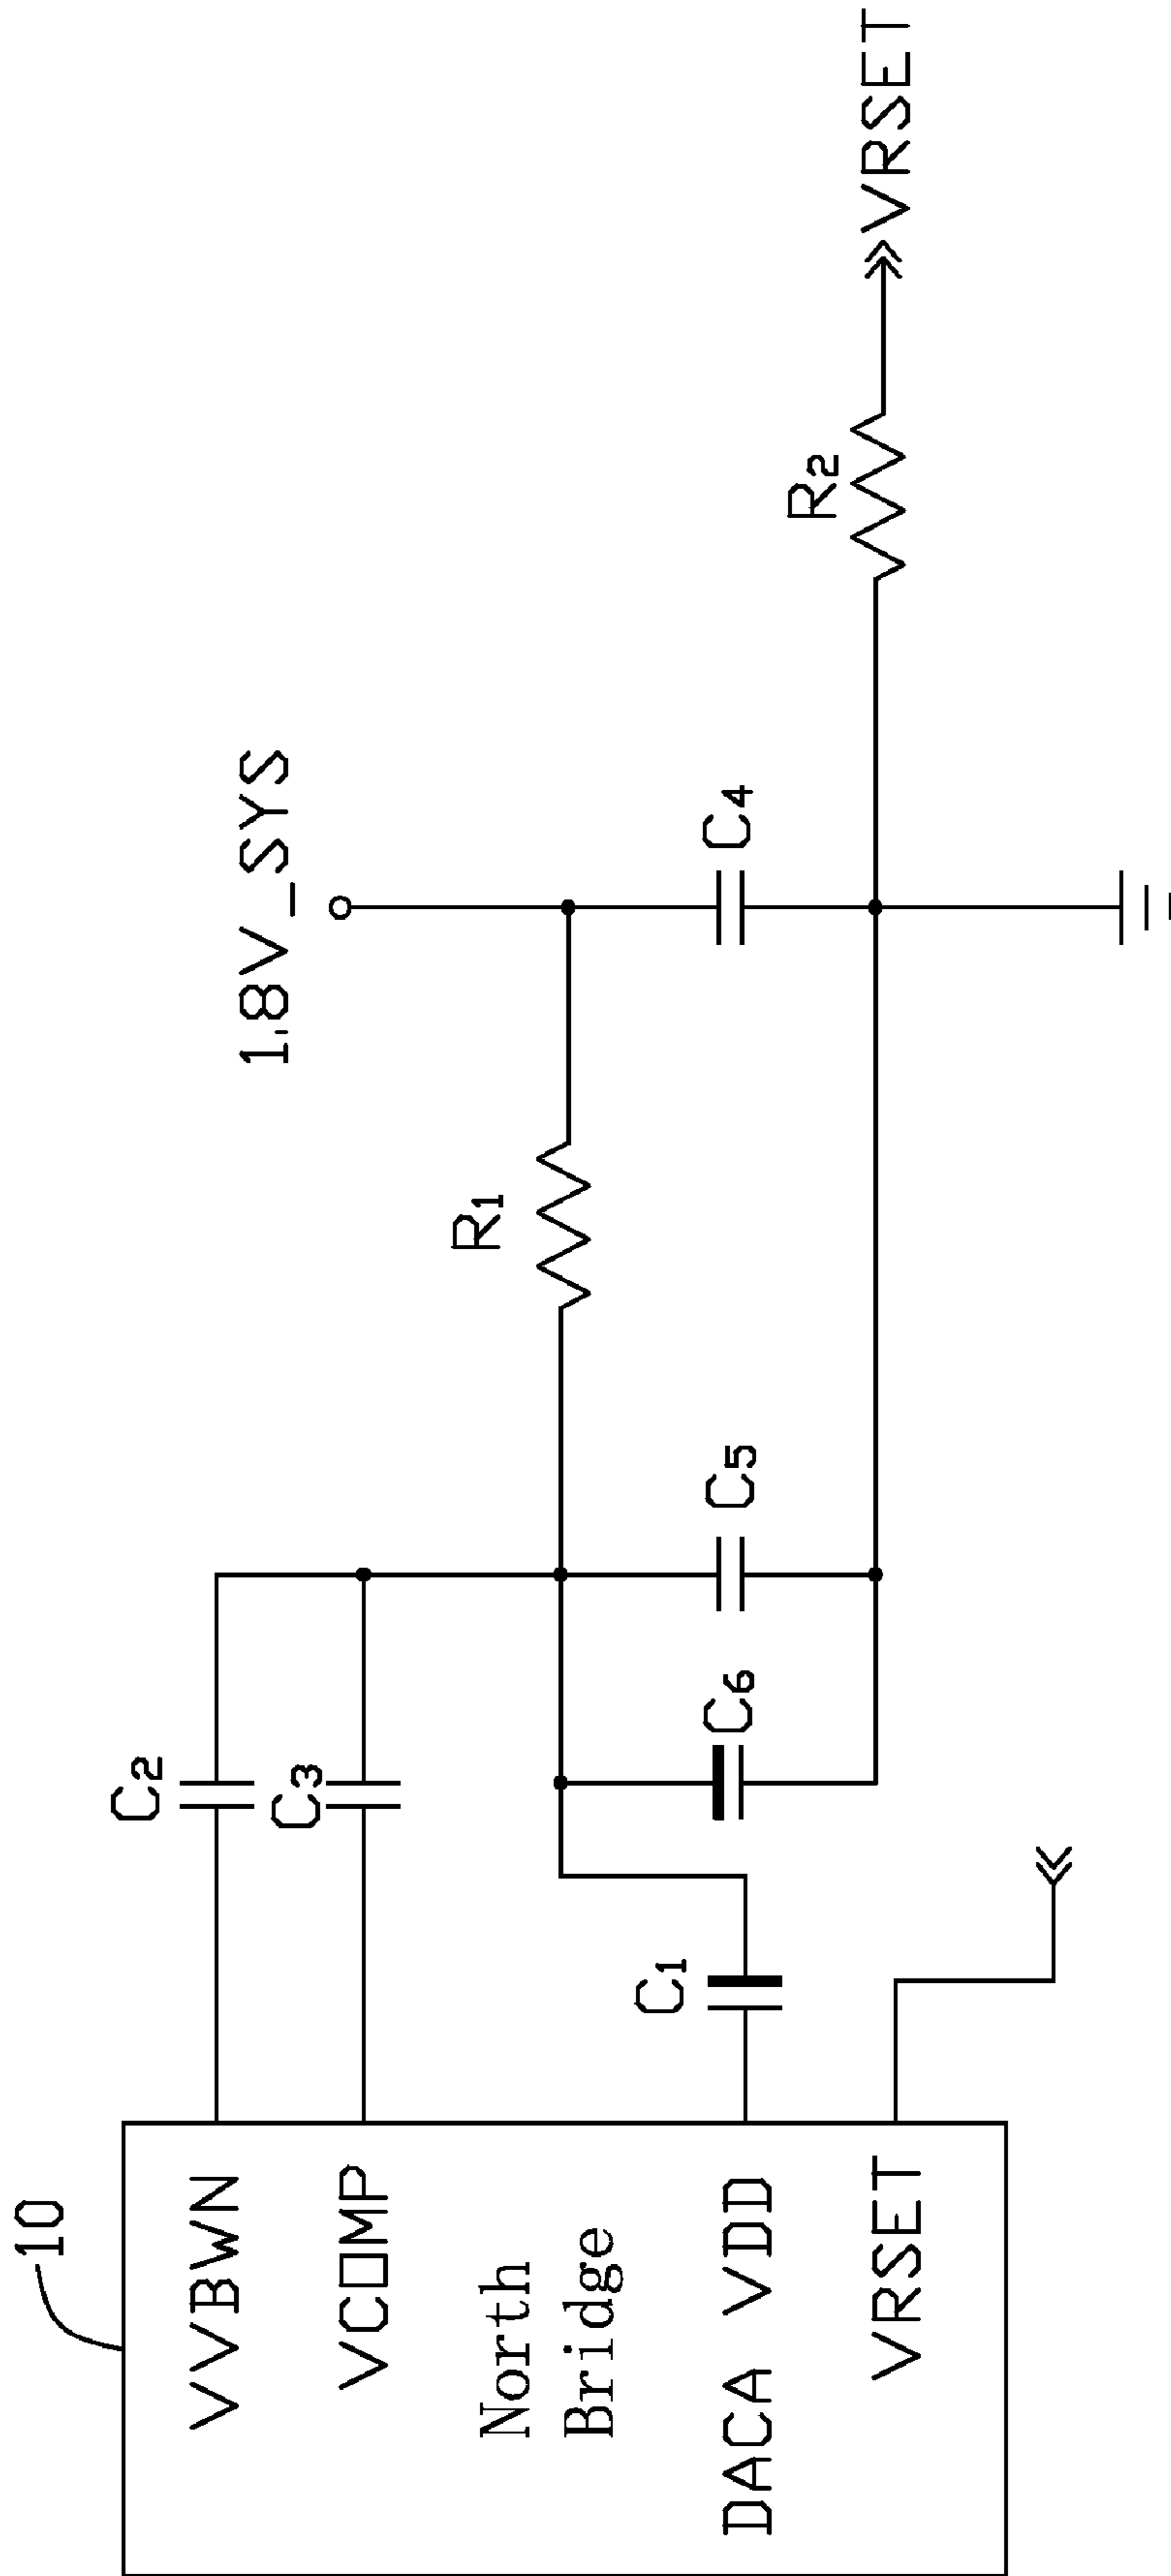 10
VVBWN
VCOMP
North
Bridge
DACA VDD
VRSET
C2
C3
C1
C6
C5
R1
1.8V_SYS
C4
R2
VRSET